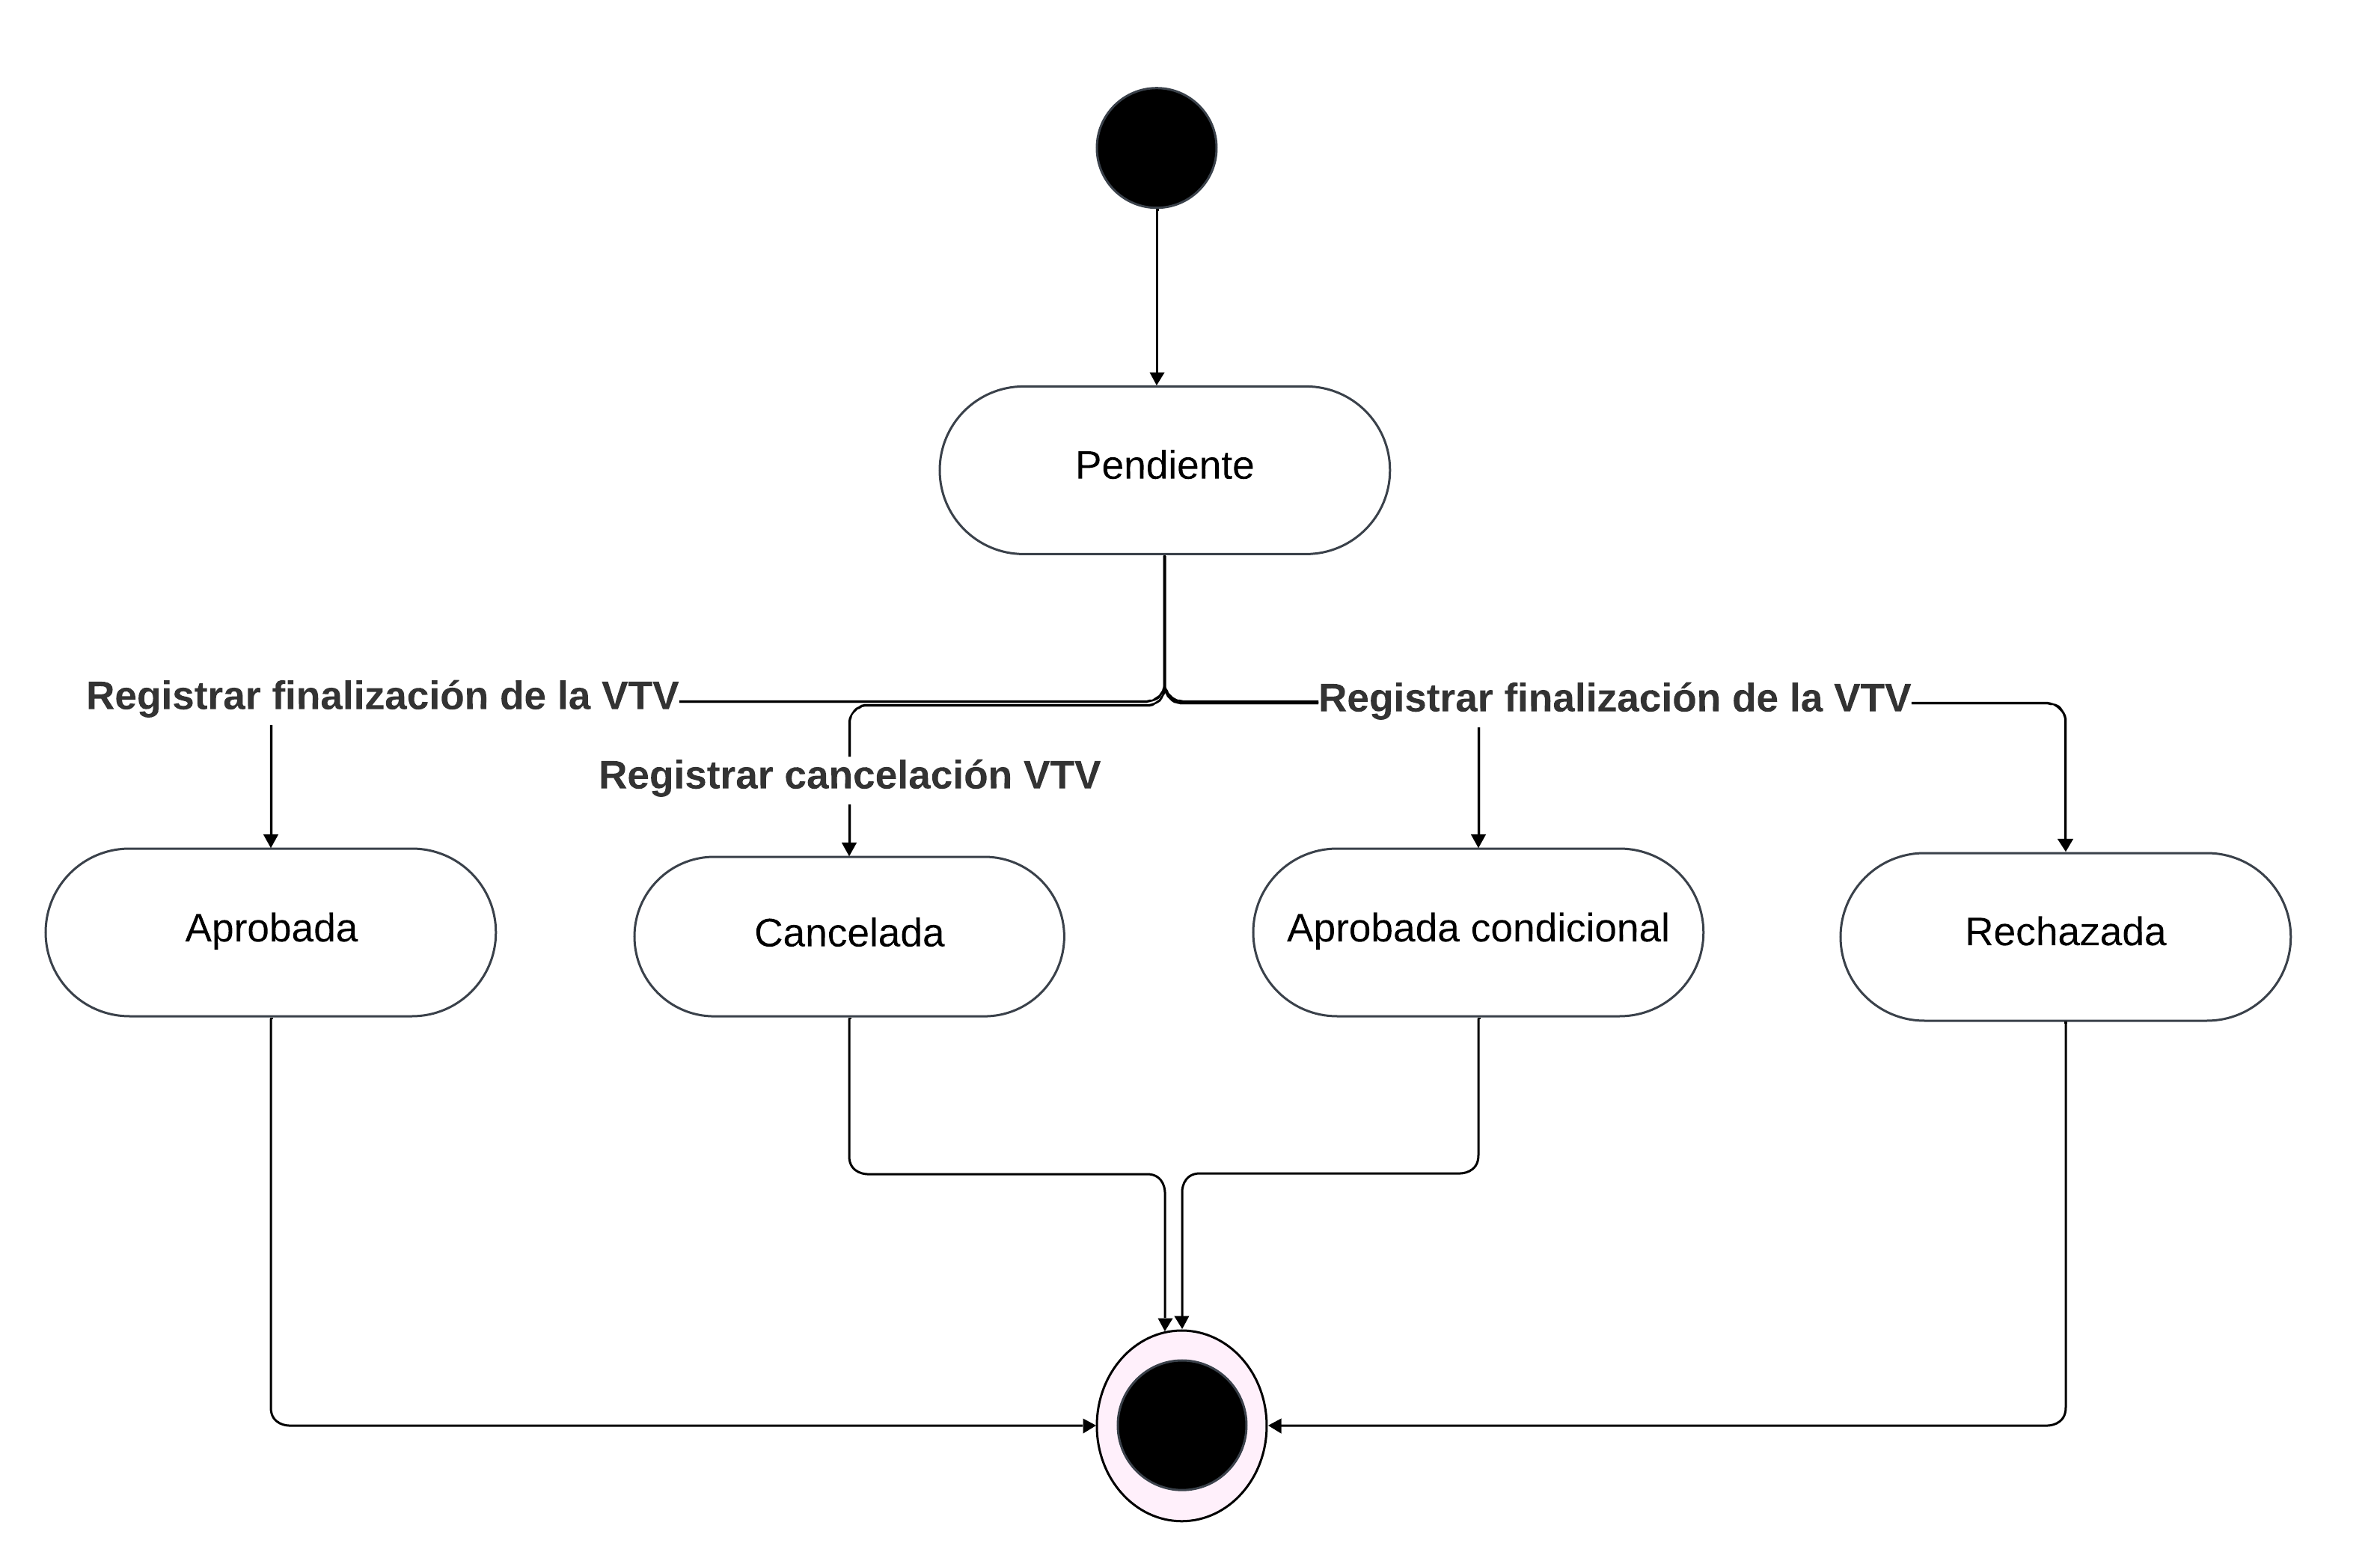 Pendiente
Registrar finalización de la VTV
Registrar finalización de la VTV
Registrar cancelación VTV
Aprobada
Cancelada
Aprobada condicional
Rechazada